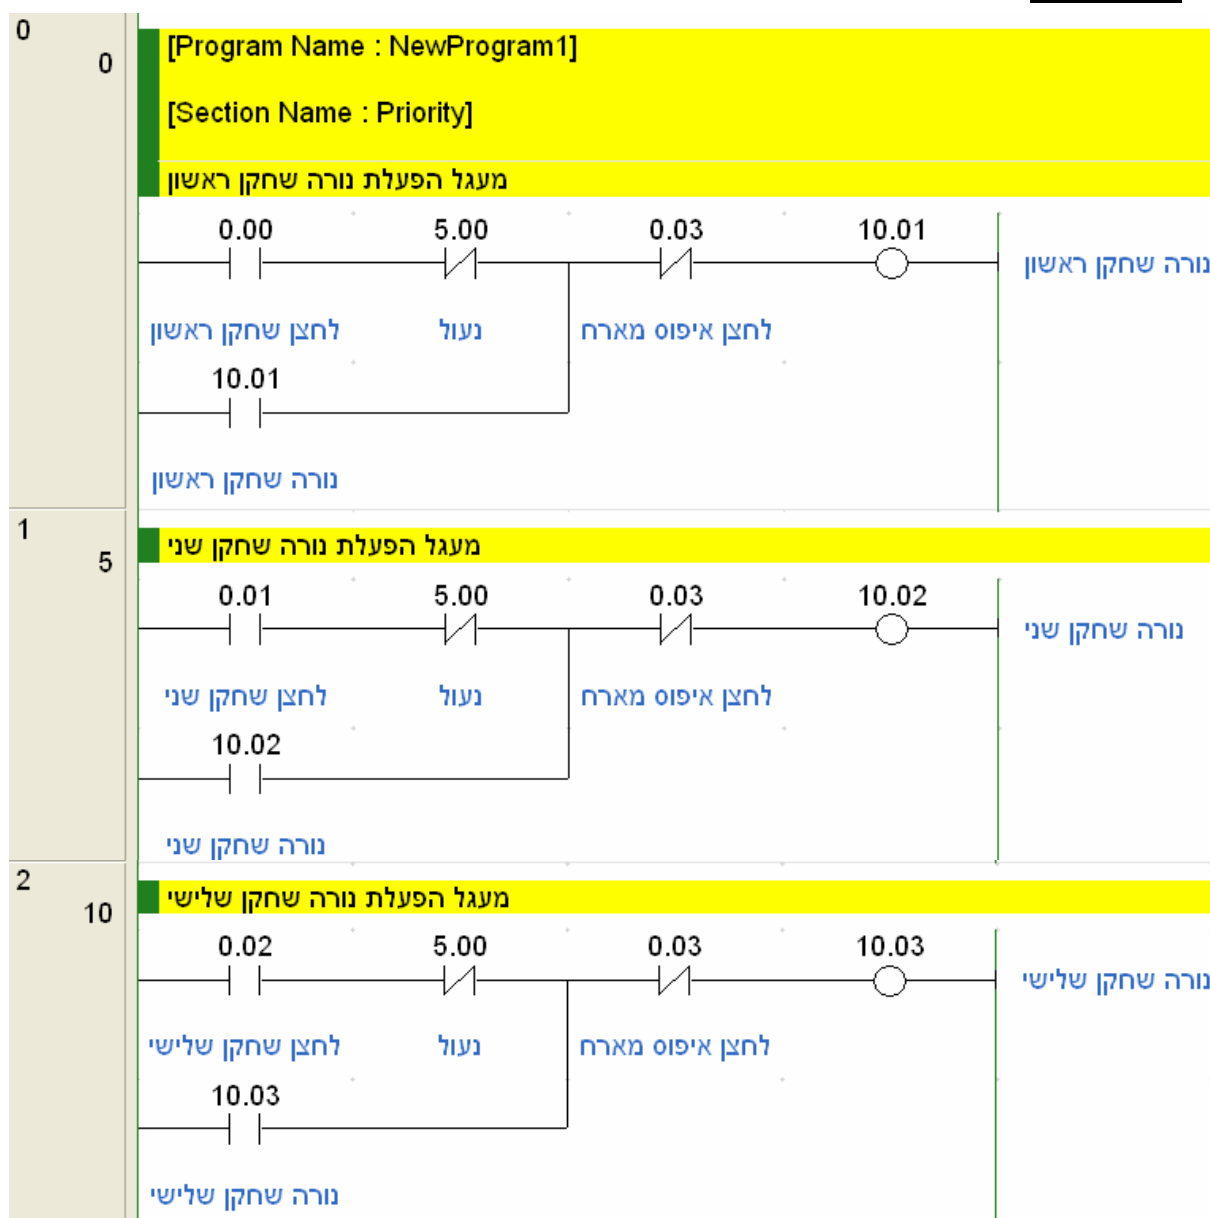 0
0
[Program Name : NewProgram1]
[Section Name : Priority]
מעגל הפעלת נורה שחקן ראשון
0.00 5.00 0.03 10.01
נורה שחקן ראשון
לחצן שחקן ראשון נעול לחצן איפוס מארח
10.01
נורה שחקן ראשון
1
5
מעגל הפעלת נורה שחקן שני
0.01 5.00 0.03 10.02
נורה שחקן שני
לחצן שחקן שני נעול לחצן איפוס מארח
10.02
נורה שחקן שני
2
10
מעגל הפעלת נורה שחקן שלישי
0.02 5.00 0.03 10.03
נורה שחקן שלישי
לחצן שחקן שלישי נעול לחצן איפוס מארח
10.03
נורה שחקן שלישי